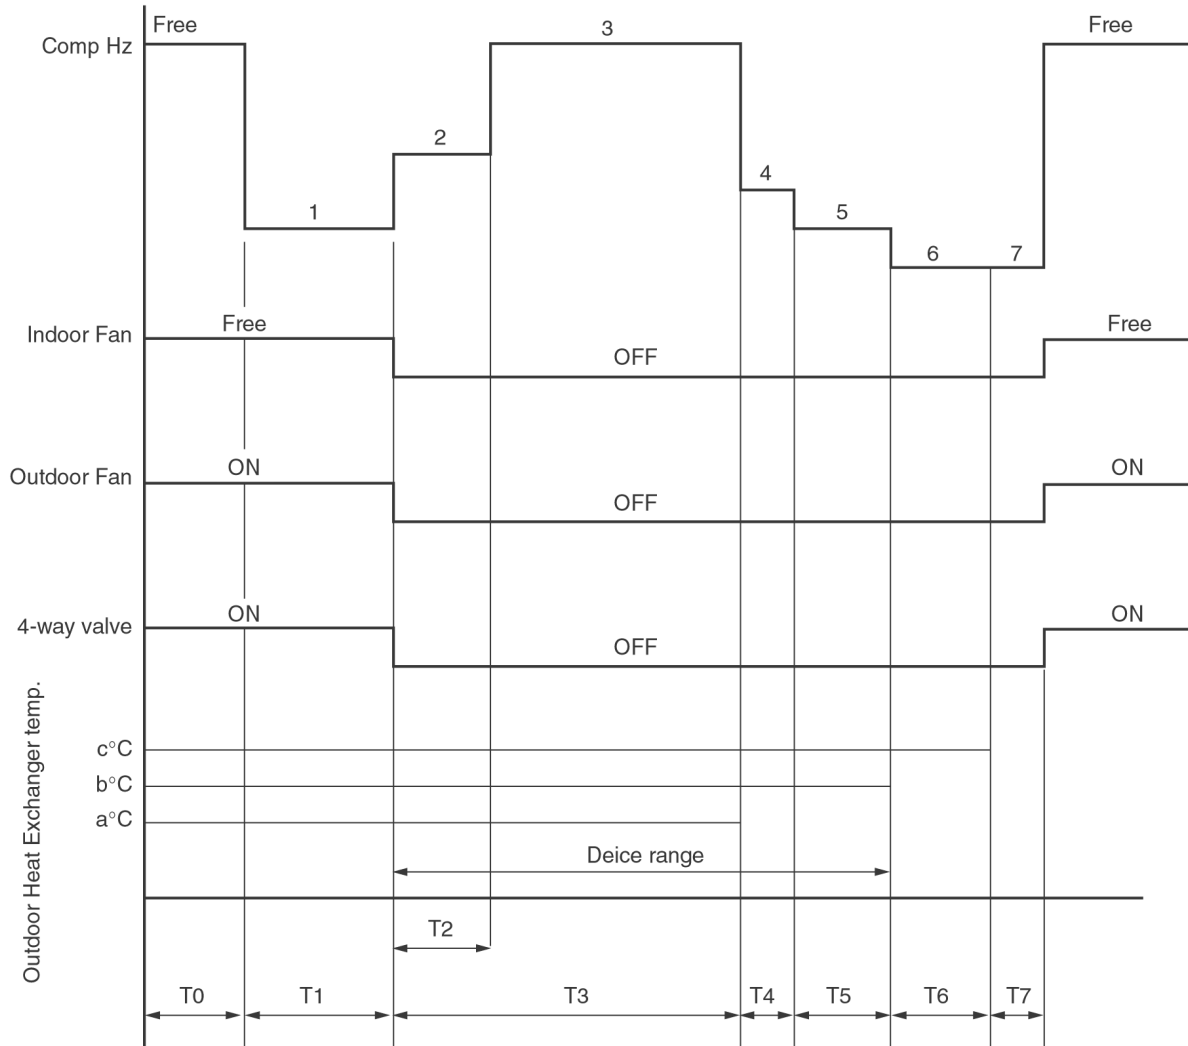 Free
Free
Comp Hz
3
2
4
1
5
6
7
Indoor Fan
Free
Free
OFF
Outdoor Fan
ON
ON
OFF
4-way valve
ON
ON
OFF
Outdoor Heat Exchanger temp.
c°C
b°C
a°C
Deice range
T2
T0
T1
T3
T4
T5
T6
T7